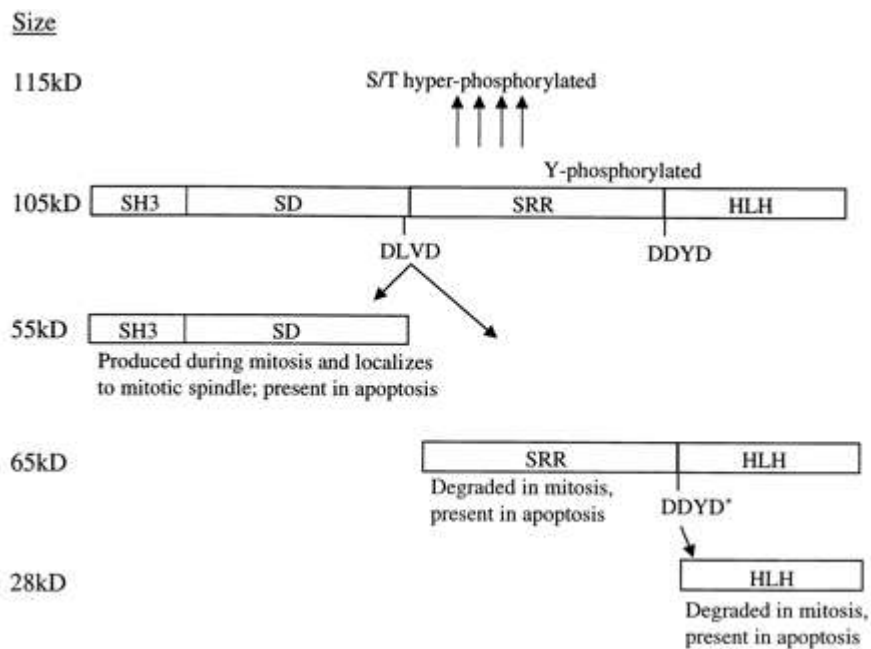 Size
115kD
S/T hyper-phosphorylated
Y-phosphorylated
105kD SH3 SD SRR HLH
DLVD DDYD
55kD SH3 SD
Produced during mitosis and localizes
to mitotic spindle; present in apoptosis
65kD SRR HLH
Degraded in mitosis,
present in apoptosis
DDYD*
28kD HLH
Degraded in mitosis,
present in apoptosis